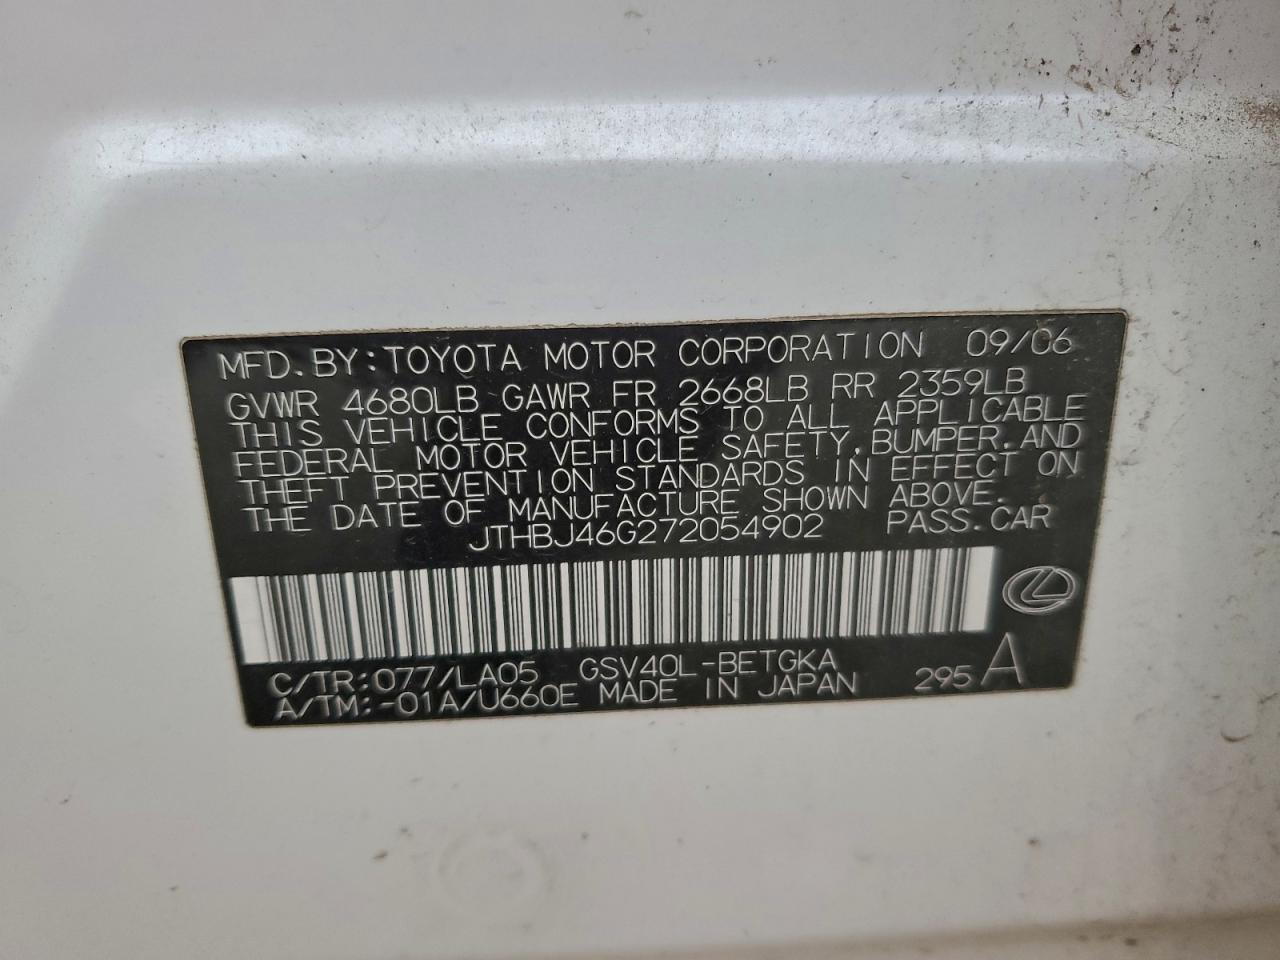 MFD. BY: TOYOTA MOTOR CORPORATION 09/06
GVWR 4680LB GAWR FR 2668LB RR 2359LB
THIS VEHICLE CONFORMS TO ALL APPLICABLE
FEDERAL MOTOR VEHICLE SAFETY, BUMPER, AND
THEFT PREVENTION STANDARDS IN EFFECT ON
THE DATE OF MANUFACTURE SHOWN ABOVE.
JTHBJ46G272054902 PASS. CAR
C/TR: 077/LA05 GSV40L-BETGKA
A/TM: -01A/U660E MADE IN JAPAN 295 A